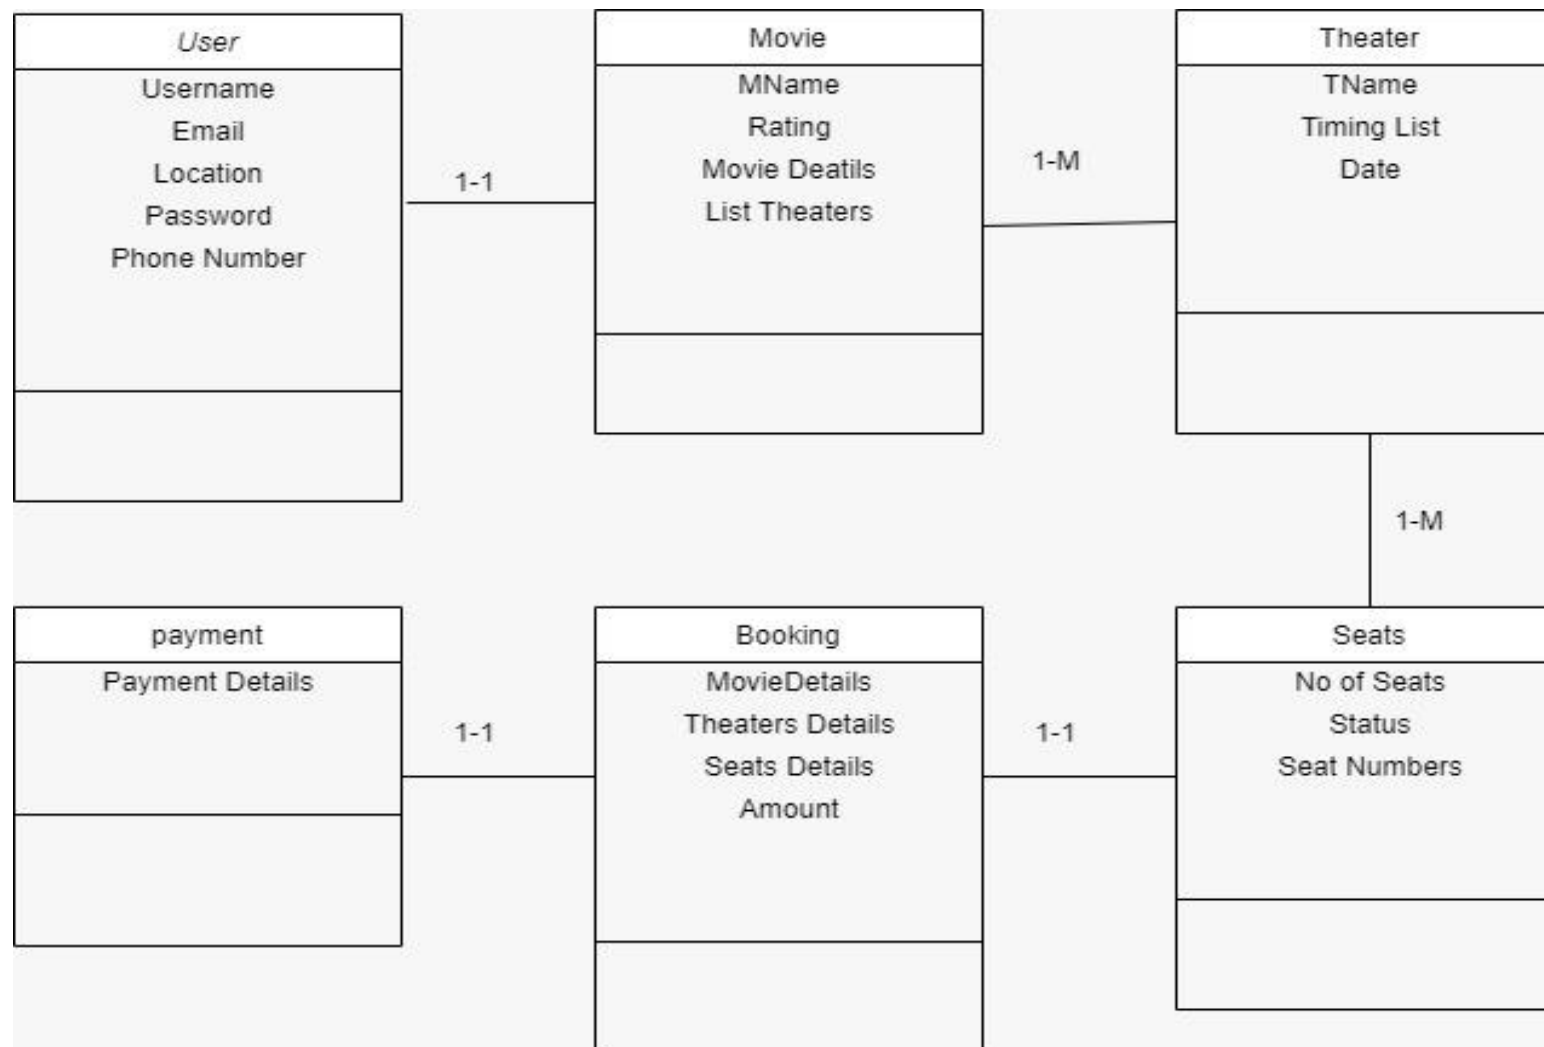 User
Username
Email
Location
Password
Phone Number
1-1
Movie
MName
Rating
Movie Deatils
List Theaters
1-M
Theater
TName
Timing List
Date
1-M
payment
Payment Details
1-1
Booking
MovieDetails
Theaters Details
Seats Details
Amount
1-1
Seats
No of Seats
Status
Seat Numbers